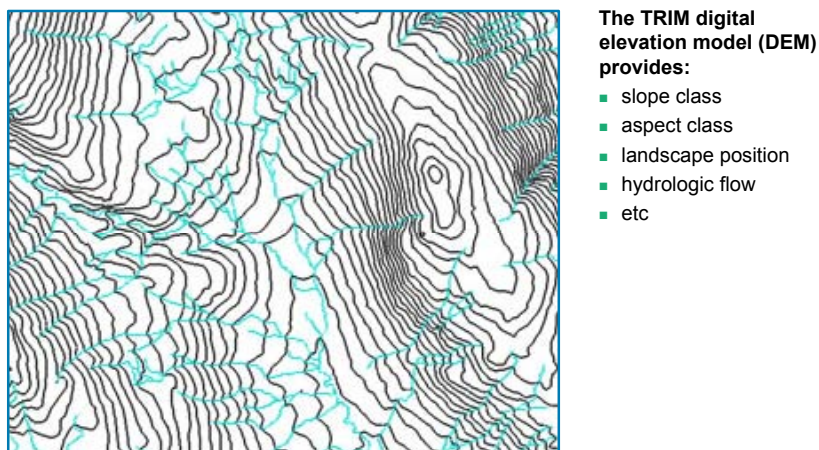 The TRIM digital
elevation model (DEM)
provides:
■ slope class
■ aspect class
■ landscape position
■ hydrologic flow
■ etc